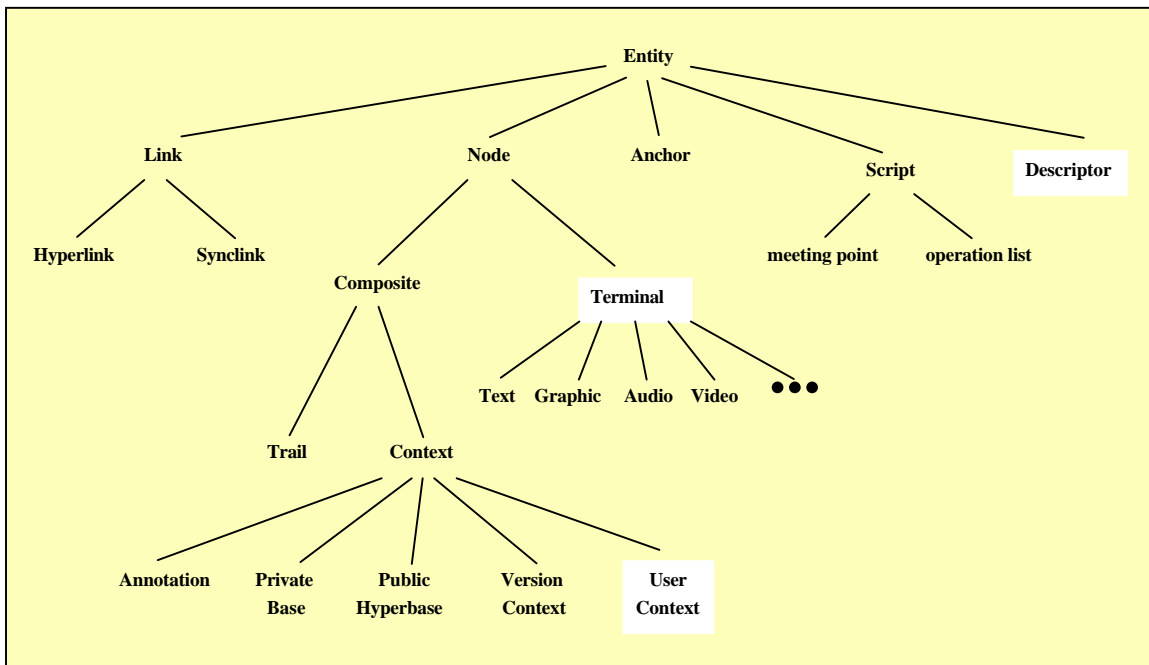 Entity
Link
Node
Anchor
Script
Descriptor
Hyperlink
Synclink
meeting point
operation list
Composite
Terminal
Text
Graphic
Audio
Video
Trail
Context
Annotation
Private
Base
Public
Hyperbase
Version
Context
User
Context